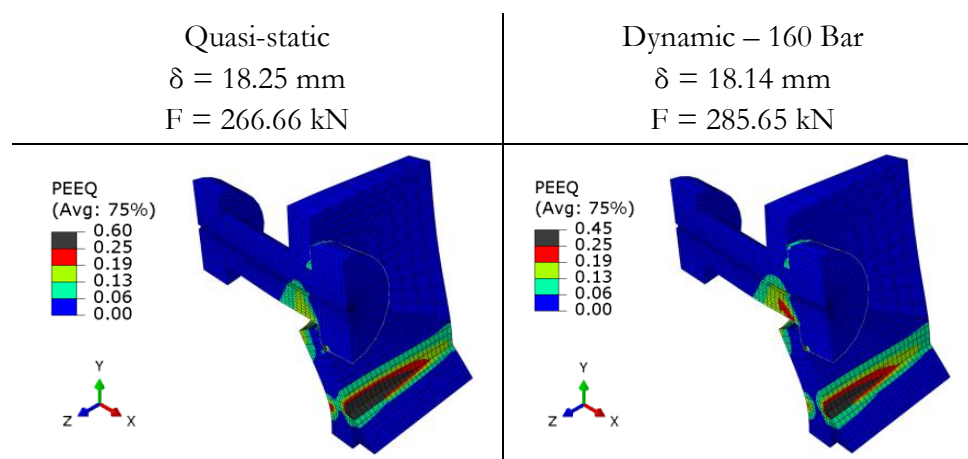 Quasi-static
δ = 18.25 mm
F = 266.66 kN
Dynamic – 160 Bar
δ = 18.14 mm
F = 285.65 kN
PEEQ
(Avg: 75%)
0.60
0.25
0.19
0.13
0.06
0.00
Y
Z
X
PEEQ
(Avg: 75%)
0.45
0.25
0.19
0.13
0.06
0.00
Y
Z
X